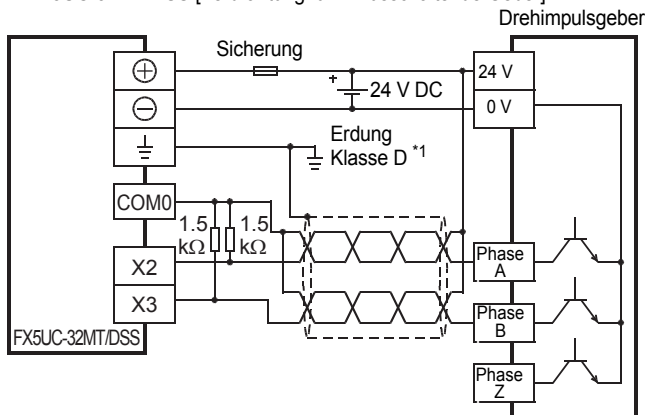 Drehimpulsgeber
Sicherung
24 V
+
24 V DC
0 V
Erdung
Klasse D *1
COM0
1.5
kΩ
1.5
kΩ
X2
X3
FX5UC-32MT/DSS
Phase
A
Phase
B
Phase
Z